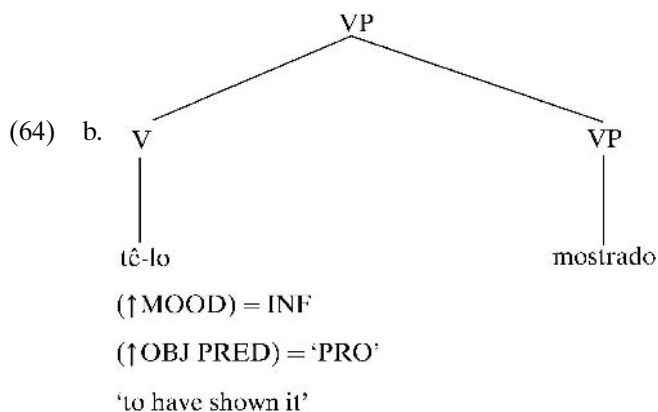 VP
(64) b. V VP
tê-lo mostrado
(↑MOOD) = INF
(↑OBJ PRED) = ‘PRO’
‘to have shown it’